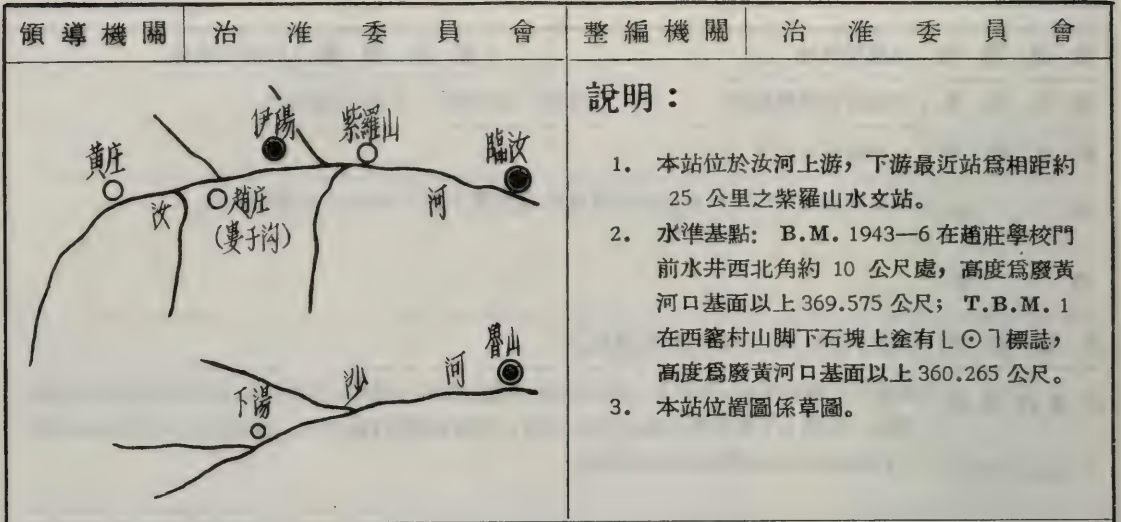 領導機關 治淮委員會 整編機關 治淮委員會
伊陽
紫羅山
臨汝
黄庄
趙庄
(婁子沟)
汝
河
魯山
沙
河
下湯
説明：
1. 本站位於汝河上游，下游最近站爲相距約
25 公里之紫羅山水文站。
2. 水準基點: B.M. 1943—6 在趙莊學校門
前水井西北角約 10 公尺處，高度爲廢黃
河口基面以上 369.575 公尺; T.B.M. 1
在西窰村山脚下石塊上塗有⌊⊙⌉標誌，
高度爲廢黃河口基面以上 360.265 公尺。
3. 本站位置圖係草圖。